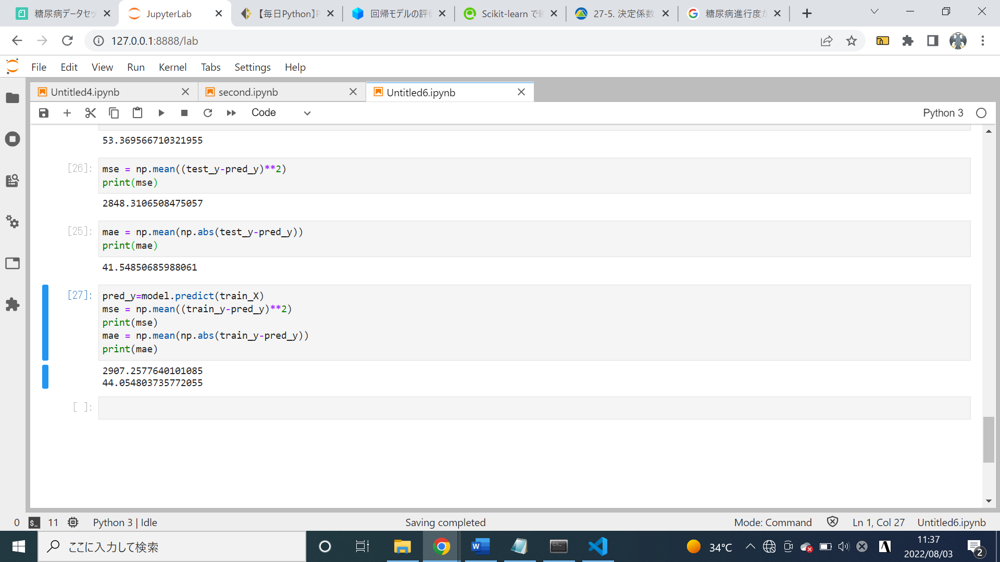 糖尿病データセッ
JupyterLab
【毎日Python】P
回帰モデルの評価
Scikit-learn で線
27-5. 決定係数
糖尿病進行度が
127.0.0.1:8888/lab
File Edit View Run Kernel Tabs Settings Help
Untitled4.ipynb
second.ipynb
Untitled6.ipynb
Code
Python 3
53.369566710321955
[26]:
mse = np.mean((test_y-pred_y)**2)
print(mse)
2848.3106508475057
[25]:
mae = np.mean(np.abs(test_y-pred_y))
print(mae)
41.54850685988061
[27]:
pred_y=model.predict(train_X)
mse = np.mean((train_y-pred_y)**2)
print(mse)
mae = np.mean(np.abs(train_y-pred_y))
print(mae)
2907.2577640101085
44.054803735772055
[ ]:
0 $_ 11 Python 3 | Idle
Saving completed
Mode: Command
Ln 1, Col 27
Untitled6.ipynb
ここに入力して検索
34°C
A
11:37
2022/08/03
2